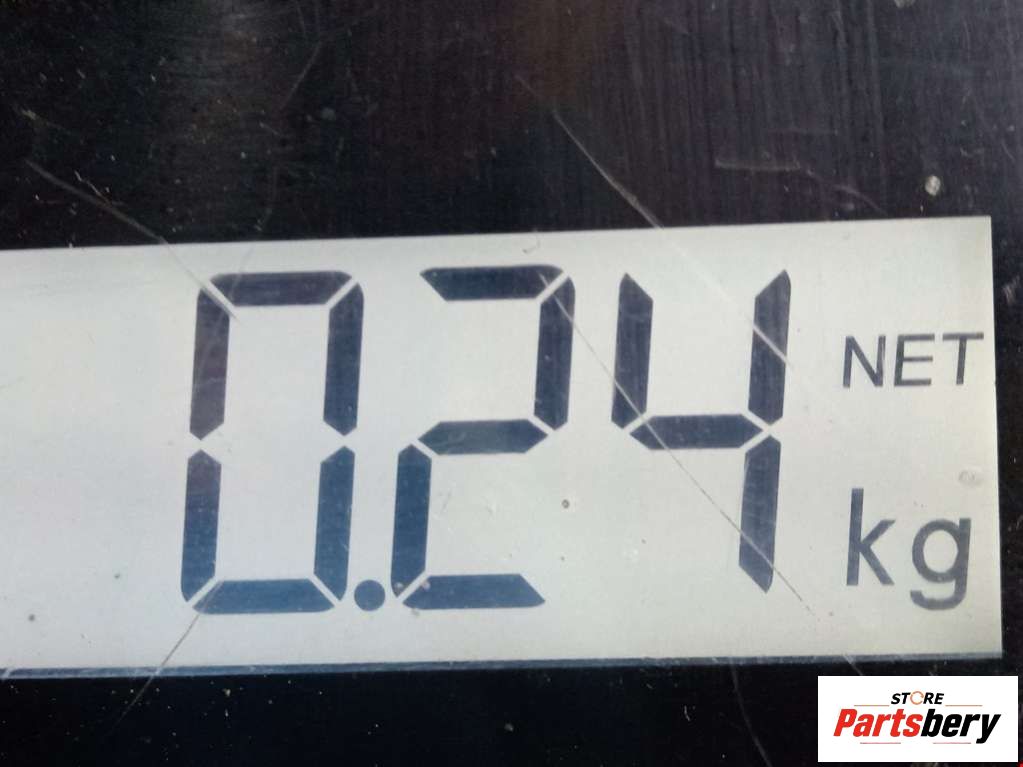 0.24 NET
kg
STORE
Partsbery